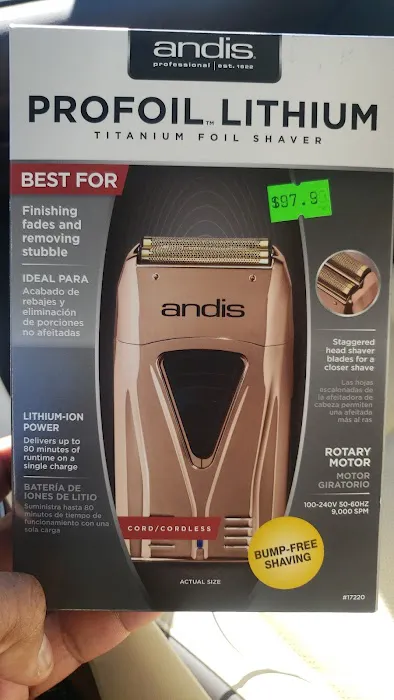 andis
professional | est. 1922
PROFOIL™ LITHIUM
TITANIUM FOIL SHAVER
BEST FOR
Finishing
fades and
removing
stubble
IDEAL PARA
Acabado de
rebajes y
eliminación
de porciones
no afeitadas
$97.9
andis
Staggered
head shaver
blades for a
closer shave
Las hojas
escalonadas de
la afeitadora de
cabeza permiten
una afeitada
más al ras
LITHIUM-ION
POWER
Delivers up to
80 minutes of
runtime on a
single charge
BATERÍA DE
IONES DE LITIO
Suministra hasta 80
minutos de tiempo de
funcionamiento con una
sola carga
ROTARY
MOTOR
MOTOR
GIRATORIO
100-240V 50-60HZ
9,000 SPM
CORD/CORDLESS
BUMP-FREE
SHAVING
ACTUAL SIZE
#17220